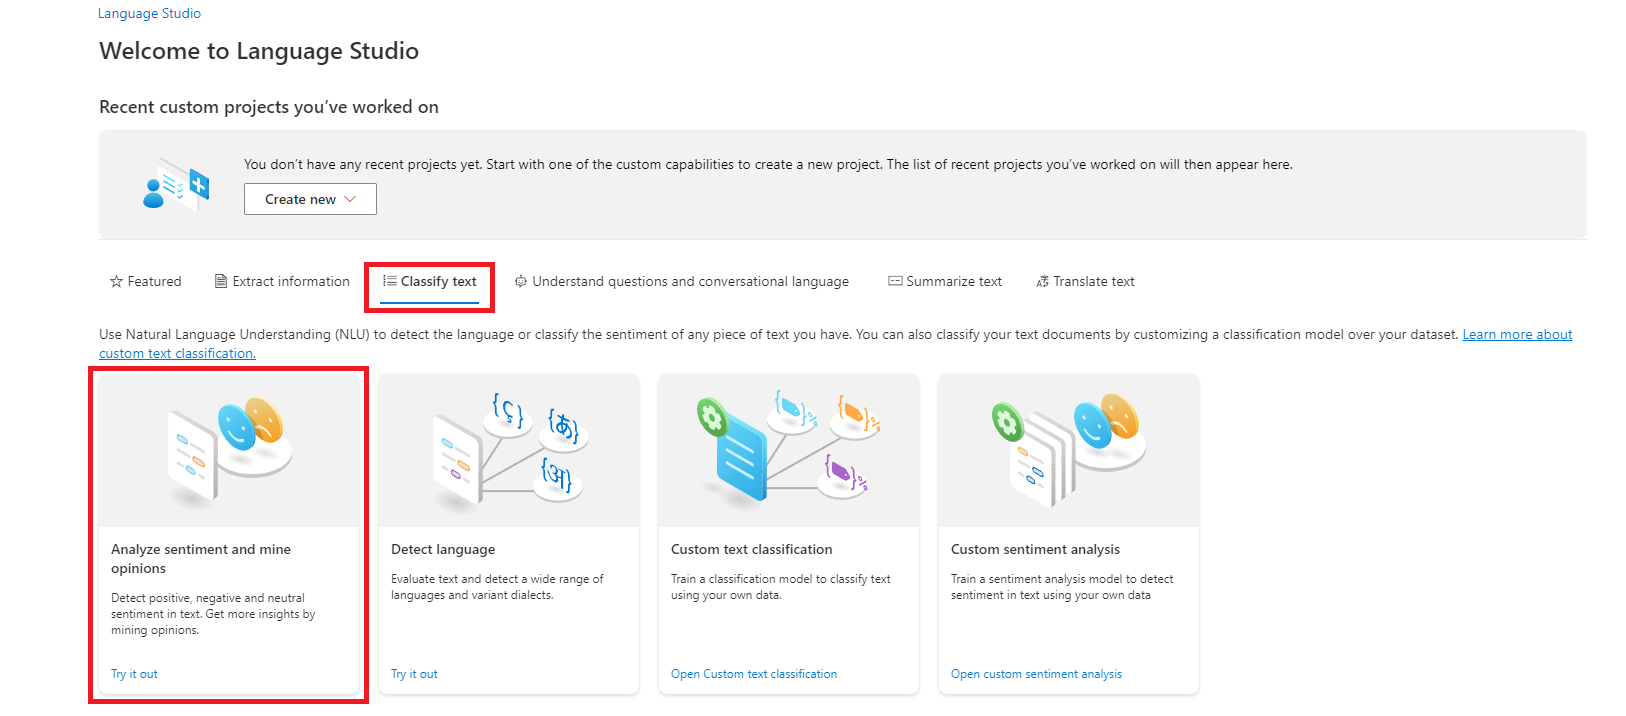 Language Studio
Welcome to Language Studio
Recent custom projects you’ve worked on
You don’t have any recent projects yet. Start with one of the custom capabilities to create a new project. The list of recent projects you’ve worked on will then appear here.
Create new
Featured
Extract information
Classify text
Understand questions and conversational language
Summarize text
Translate text
Use Natural Language Understanding (NLU) to detect the language or classify the sentiment of any piece of text you have. You can also classify your text documents by customizing a classification model over your dataset. Learn more about
custom text classification.
{ç}
{あ}
{अ}
%
%
%
Analyze sentiment and mine
opinions
Detect positive, negative and neutral
sentiment in text. Get more insights by
mining opinions.
Try it out
Detect language
Evaluate text and detect a wide range of
languages and variant dialects.
Try it out
Custom text classification
Train a classification model to classify text
using your own data.
Open Custom text classification
Custom sentiment analysis
Train a sentiment analysis model to detect
sentiment in text using your own data
Open custom sentiment analysis